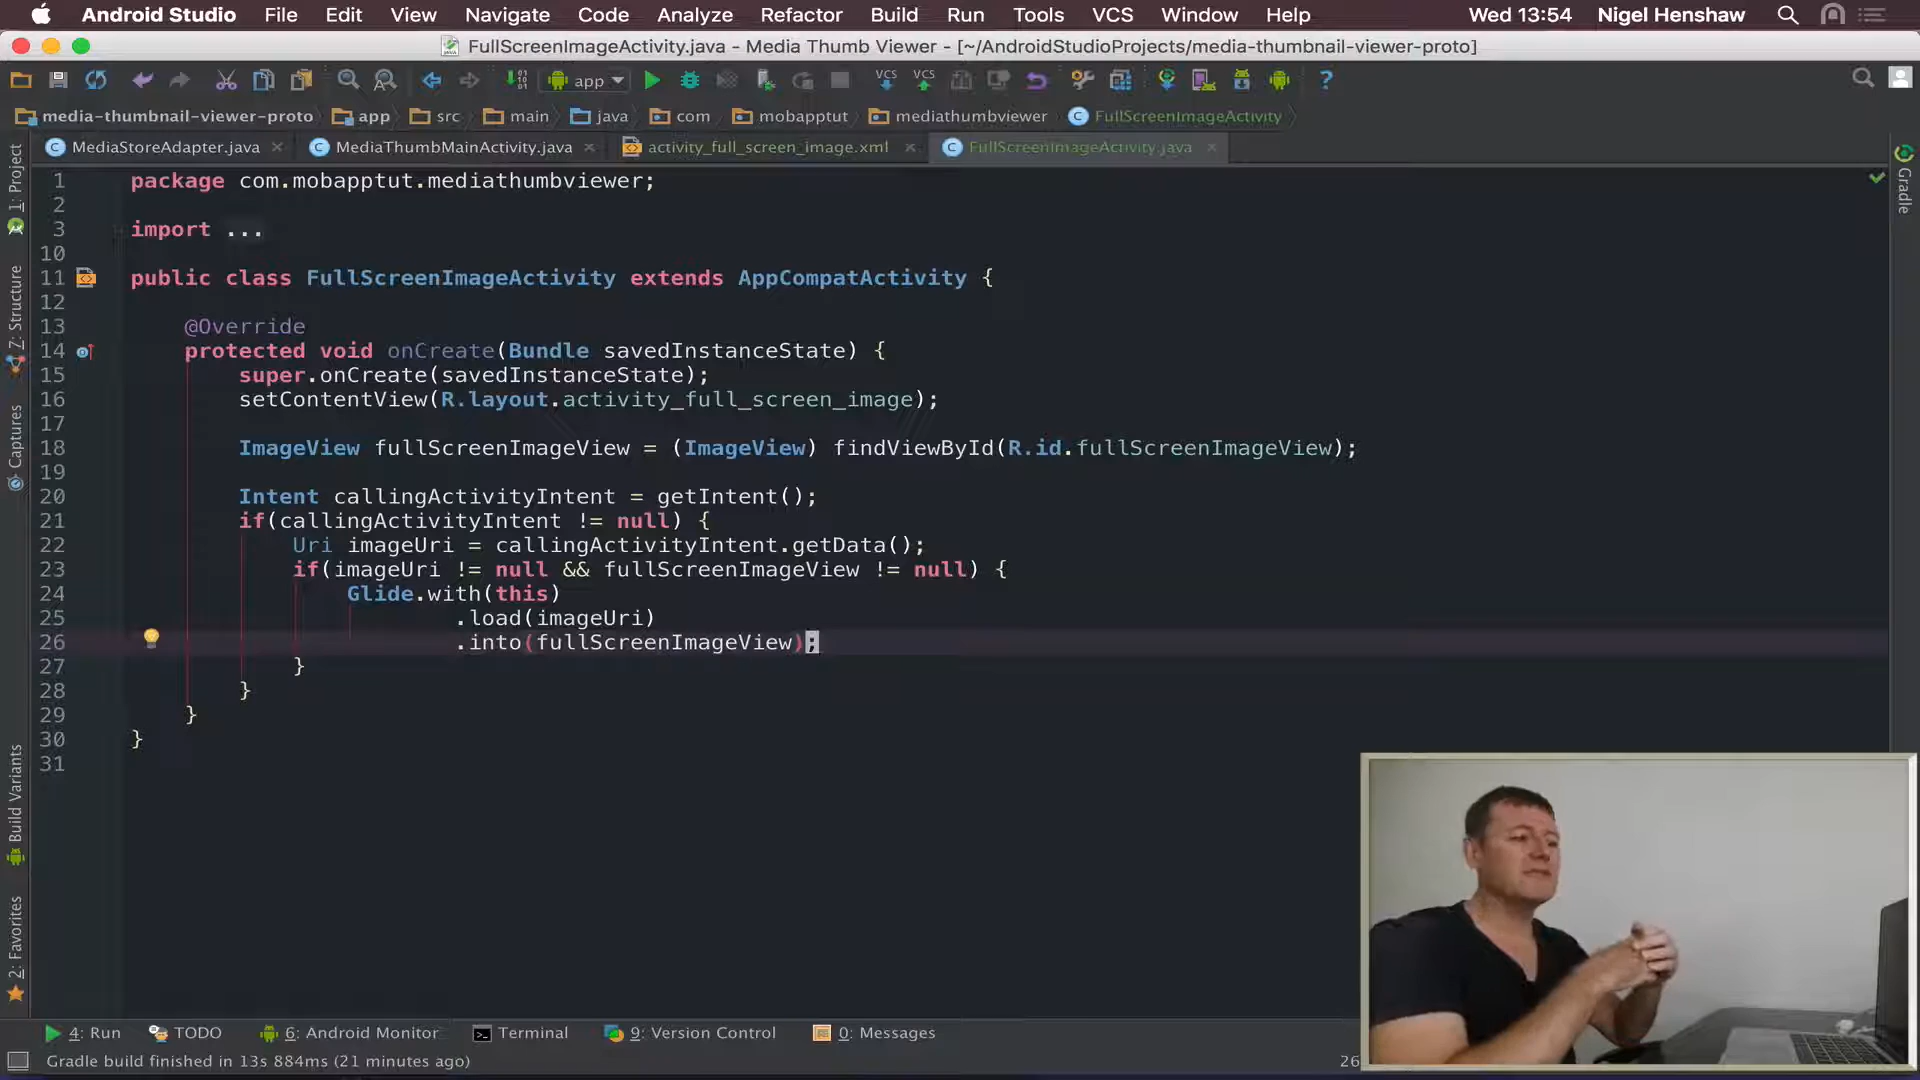 Android Studio File Edit View Navigate Code Analyze Refactor Build Run Tools VCS Window Help Wed 13:54 Nigel Henshaw
FullScreenImageActivity.java - Media Thumb Viewer - [~/AndroidStudioProjects/media-thumbnail-viewer-proto]
app VCS VCS ?
media-thumbnail-viewer-proto app src main java com mobapptut mediathumbviewer FullScreenImageActivity
MediaStoreAdapter.java MediaThumbMainActivity.java activity_full_screen_image.xml FullScreenImageActivity.java
1: Project
7: Structure
Captures
Build Variants
2: Favorites
Gradle
1 package com.mobapptut.mediathumbviewer;
2
3 import ...
10
11 public class FullScreenImageActivity extends AppCompatActivity {
12
13 @Override
14 protected void onCreate(Bundle savedInstanceState) {
15 super.onCreate(savedInstanceState);
16 setContentView(R.layout.activity_full_screen_image);
17
18 ImageView fullScreenImageView = (ImageView) findViewById(R.id.fullScreenImageView);
19
20 Intent callingActivityIntent = getIntent();
21 if(callingActivityIntent != null) {
22 Uri imageUri = callingActivityIntent.getData();
23 if(imageUri != null && fullScreenImageView != null) {
24 Glide.with(this)
25 .load(imageUri)
26 .into(fullScreenImageView);
27 }
28 }
29 }
30 }
31
4: Run TODO 6: Android Monitor Terminal 9: Version Control 0: Messages
Gradle build finished in 13s 884ms (21 minutes ago) 26